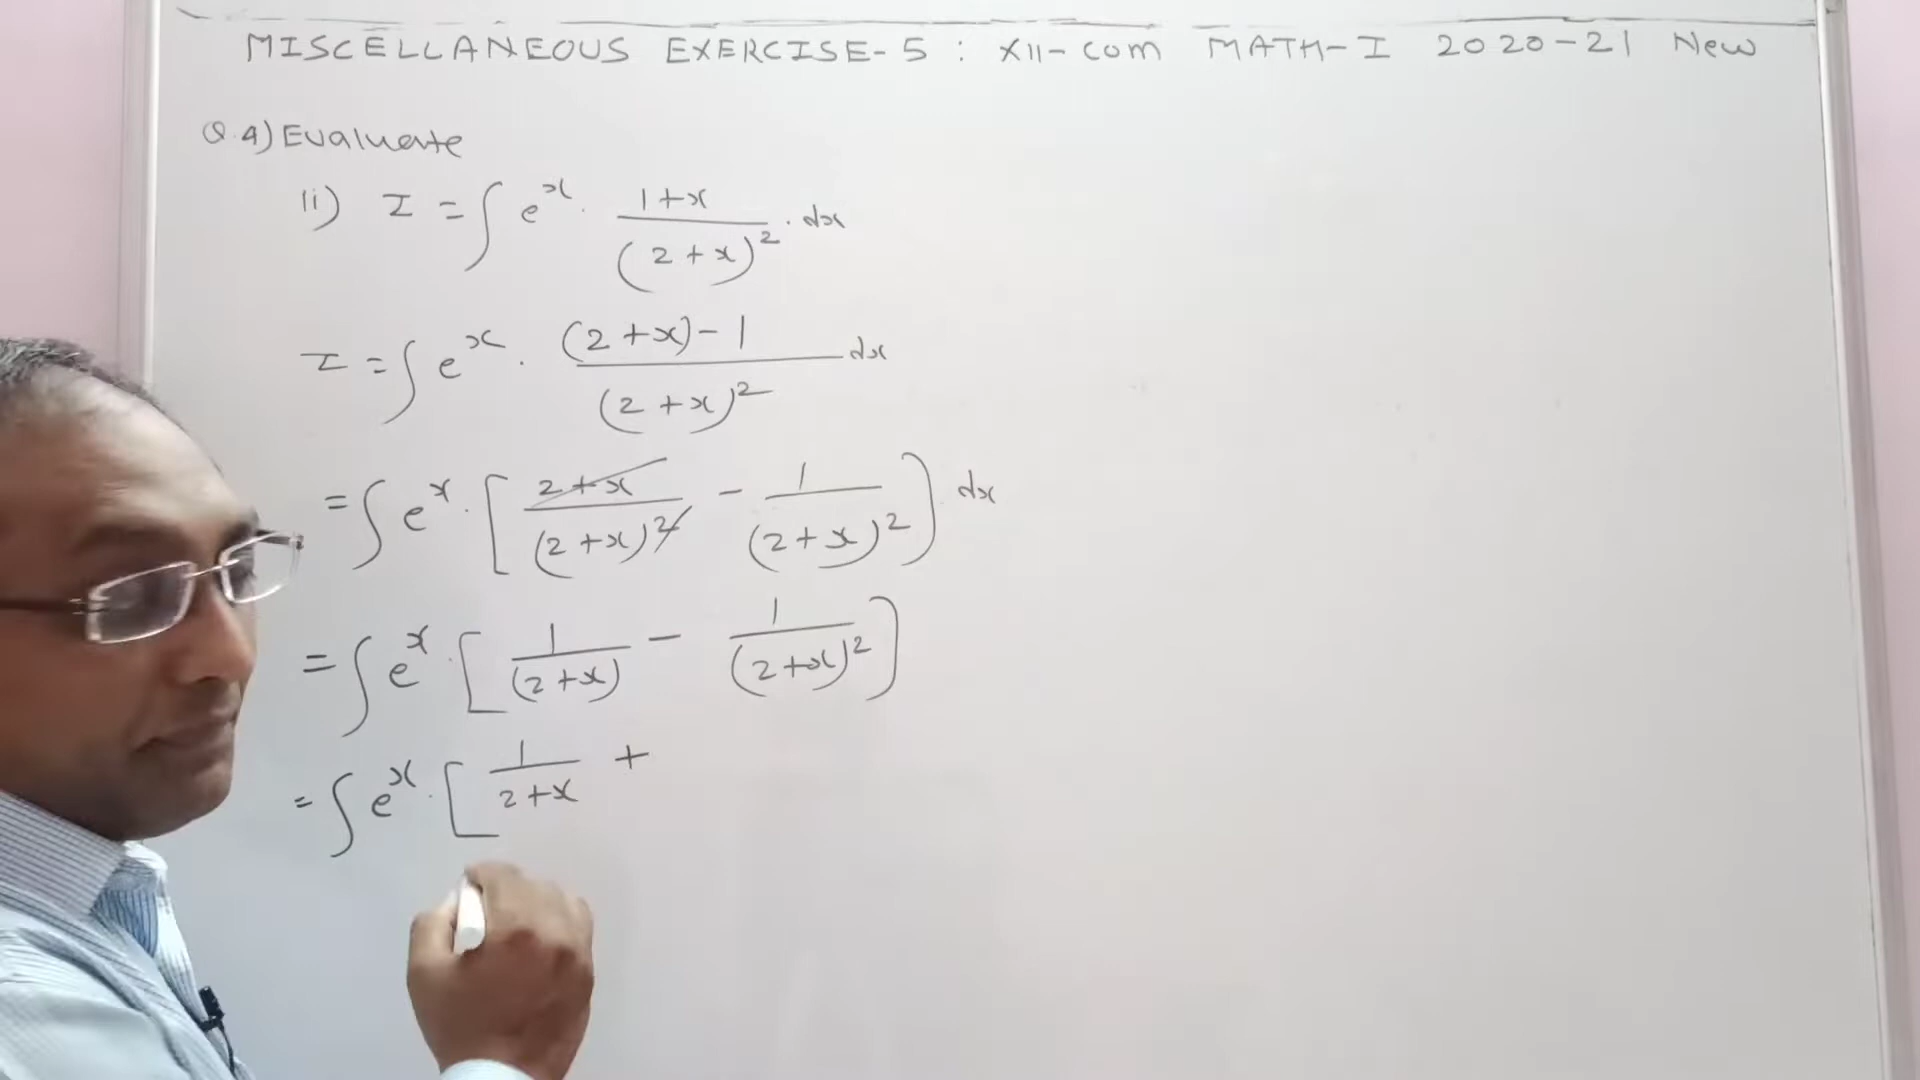 MISCELLANEOUS EXERCISE-5 : XII-COM MATH-I 2020-21 New
Q.4) Evaluate
ii) I = ∫ e^x · (1+x)/(2+x)^2 · dx
I = ∫ e^x · ((2+x)-1)/(2+x)^2 dx
= ∫ e^x · [ (2+x)/(2+x)^2 - 1/(2+x)^2 ] dx
= ∫ e^x · [ 1/(2+x) - 1/(2+x)^2 ]
= ∫ e^x · [ 1/(2+x) +